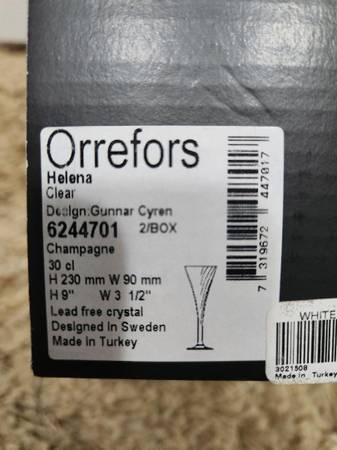 Orrefors
Helena
Clear
Design:Gunnar Cyren
6244701 2/BOX
Champagne
30 cl
H 230 mm W 90 mm
H 9" W 3 1/2"
Lead free crystal
Designed In Sweden
Made In Turkey
7 319672 447017
WHITE
3021508
Made In Turkey